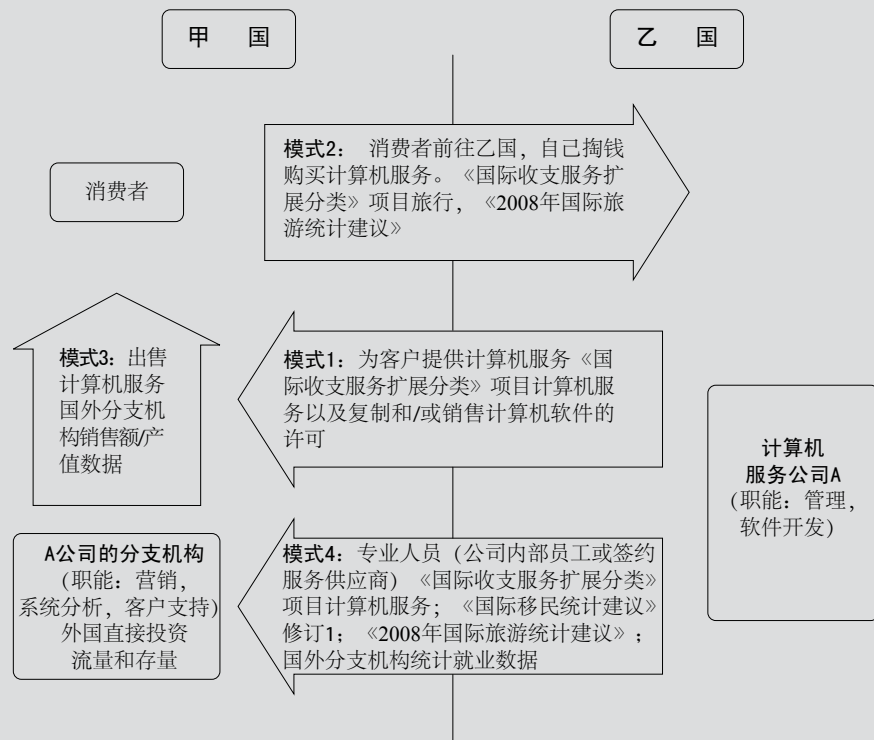 甲 国
乙 国
消费者
模式2： 消费者前往乙国，自己掏钱
购买计算机服务。《国际收支服务扩
展分类》项目旅行，《2008年国际旅
游统计建议》
模式3：出售
计算机服务
国外分支机
构销售额/产
值数据
模式1：为客户提供计算机服务《国
际收支服务扩展分类》项目计算机服
务以及复制和/或销售计算机软件的
许可
计算机
服务公司A
(职能：管理，
软件开发)
A公司的分支机构
(职能：营销，
系统分析，客户支持)
外国直接投资
流量和存量
模式4：专业人员 (公司内部员工或签约
服务供应商) 《国际收支服务扩展分类》
项目计算机服务；《国际移民统计建议》
修订1；《2008年国际旅游统计建议》；
国外分支机构统计就业数据